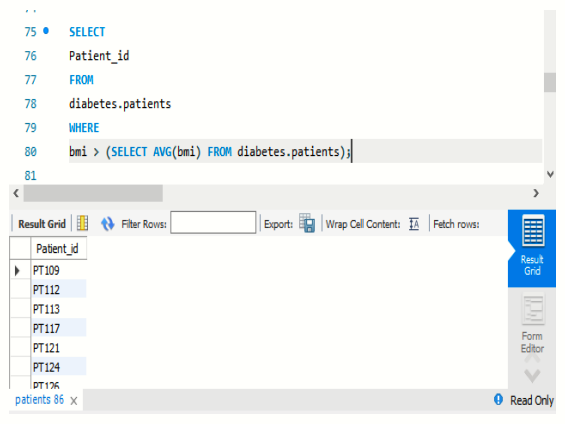 75 SELECT
76 Patient_id
77 FROM
78 diabetes.patients
79 WHERE
80 bmi > (SELECT AVG(bmi) FROM diabetes.patients);
81
Result Grid Filter Rows: Export: Wrap Cell Content: Fetch rows:
Patient_id
PT109
PT112
PT113
PT117
PT121
PT124
PT126
Result
Grid
Form
Editor
patients 86 Read Only